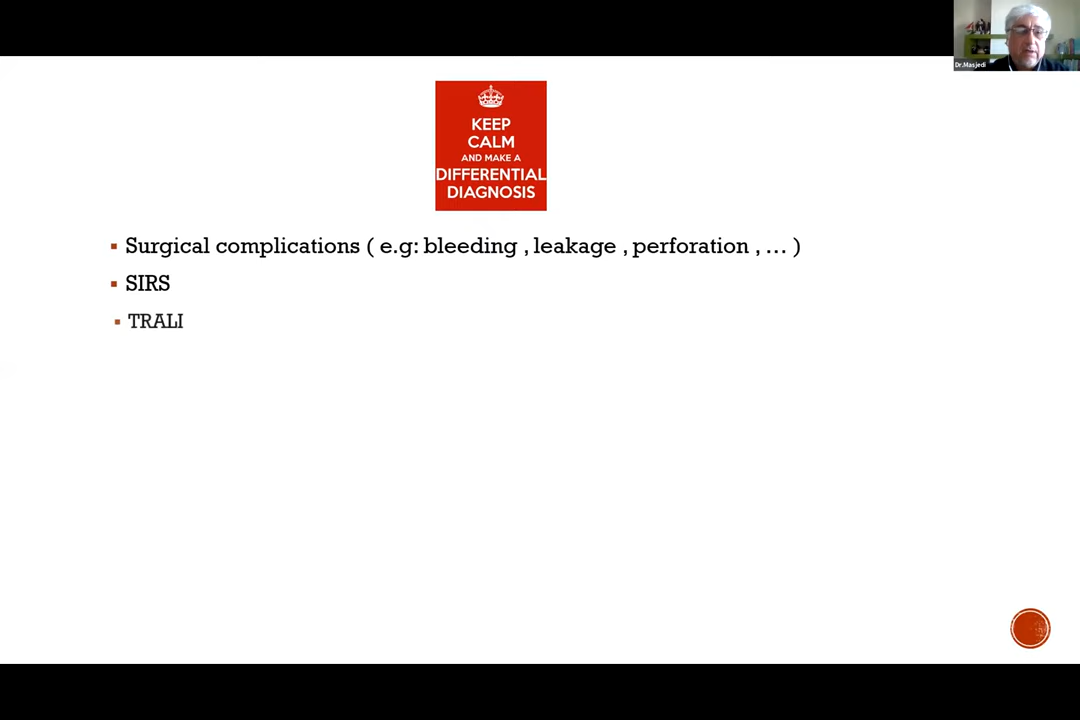 Dr.Masjedi
KEEP
CALM
AND MAKE A
DIFFERENTIAL
DIAGNOSIS
▪ Surgical complications ( e.g: bleeding , leakage , perforation , ... )
▪ SIRS
▪ TRALI